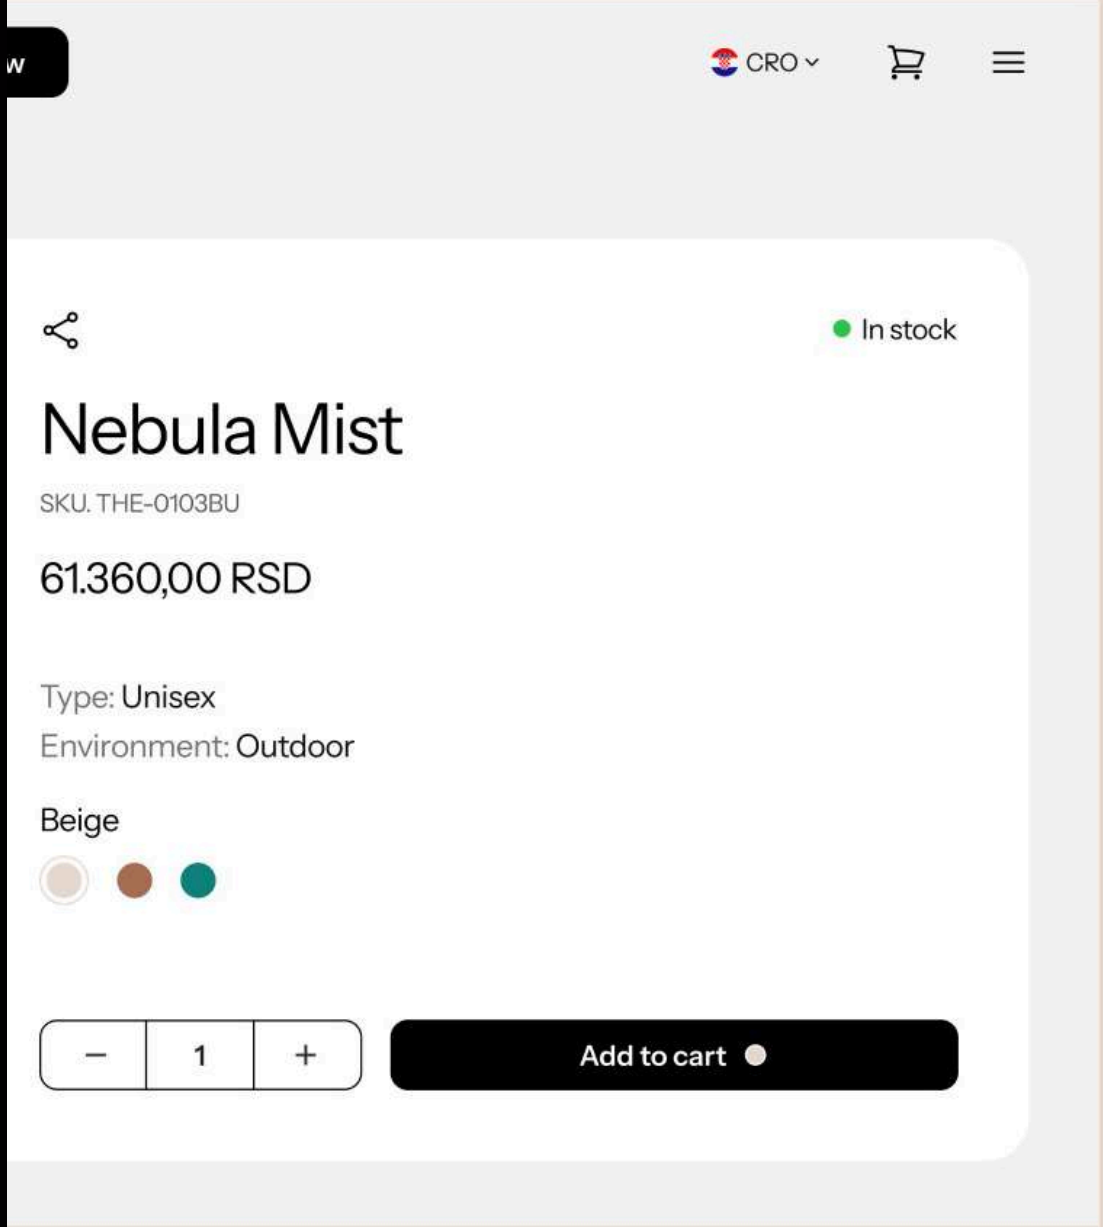 CRO
In stock
Nebula Mist
SKU. THE-0103BU
61.360,00 RSD
Type: Unisex
Environment: Outdoor
Beige
1
Add to cart